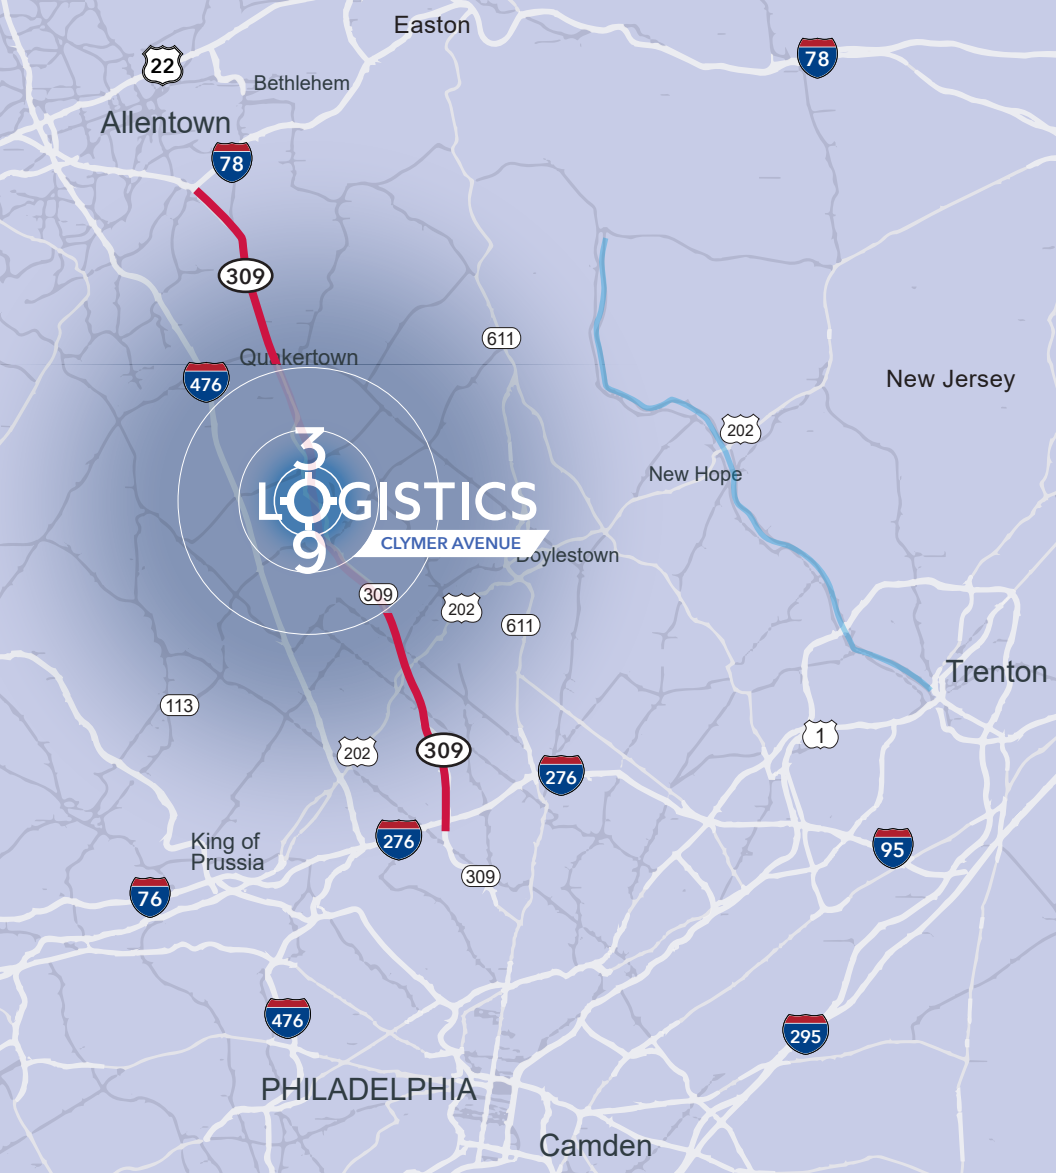 Easton
22
78
Bethlehem
Allentown
78
309
611
Quakertown
476
New Jersey
202
3
New Hope
LOGISTICS
9
CLYMER AVENUE
Doylestown
309
202
611
Trenton
113
1
202
309
276
276
King of
Prussia
95
309
76
476
295
PHILADELPHIA
Camden